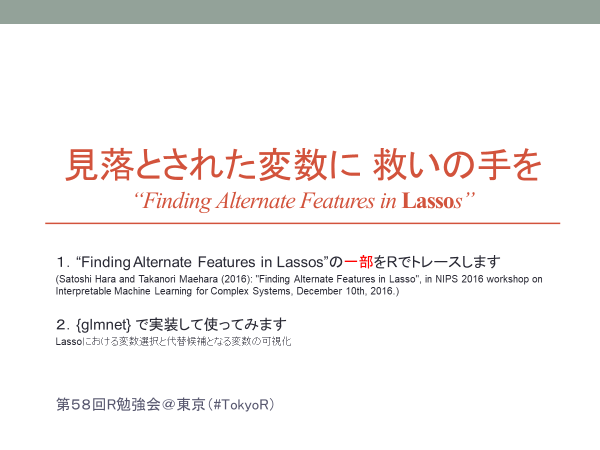 見落とされた変数に 救いの手を
“Finding Alternate Features in Lassos”
１．“Finding Alternate Features in Lassos”の一部をRでトレースします
(Satoshi Hara and Takanori Maehara (2016): "Finding Alternate Features in Lasso", in NIPS 2016 workshop on
Interpretable Machine Learning for Complex Systems, December 10th, 2016.)
２．{glmnet} で実装して使ってみます
Lassoにおける変数選択と代替候補となる変数の可視化
第５８回R勉強会＠東京（#TokyoR）